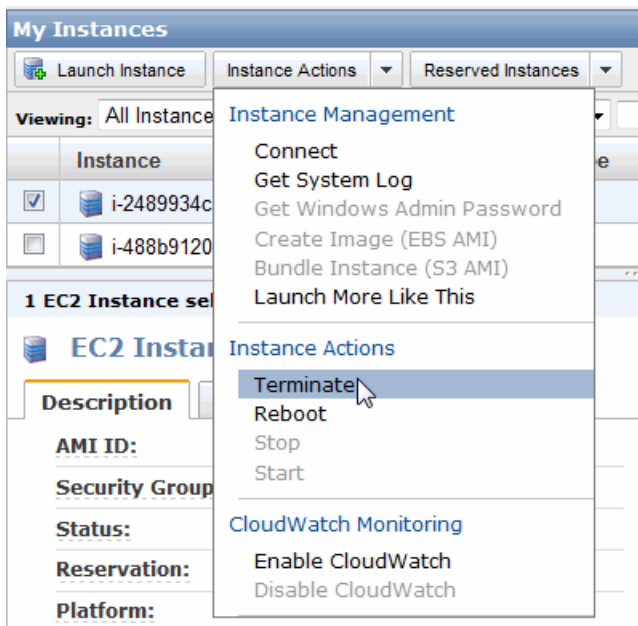 My Instances
Launch Instance Instance Actions Reserved Instances
Viewing: All Instance
Instance e
i-2489934c
i-488b9120
Instance Management
Connect
Get System Log
Get Windows Admin Password
Create Image (EBS AMI)
Bundle Instance (S3 AMI)
Launch More Like This
Instance Actions
Terminate
Reboot
Stop
Start
CloudWatch Monitoring
Enable CloudWatch
Disable CloudWatch
1 EC2 Instance sel
EC2 Instan
Description
AMI ID:
Security Group
Status:
Reservation:
Platform: